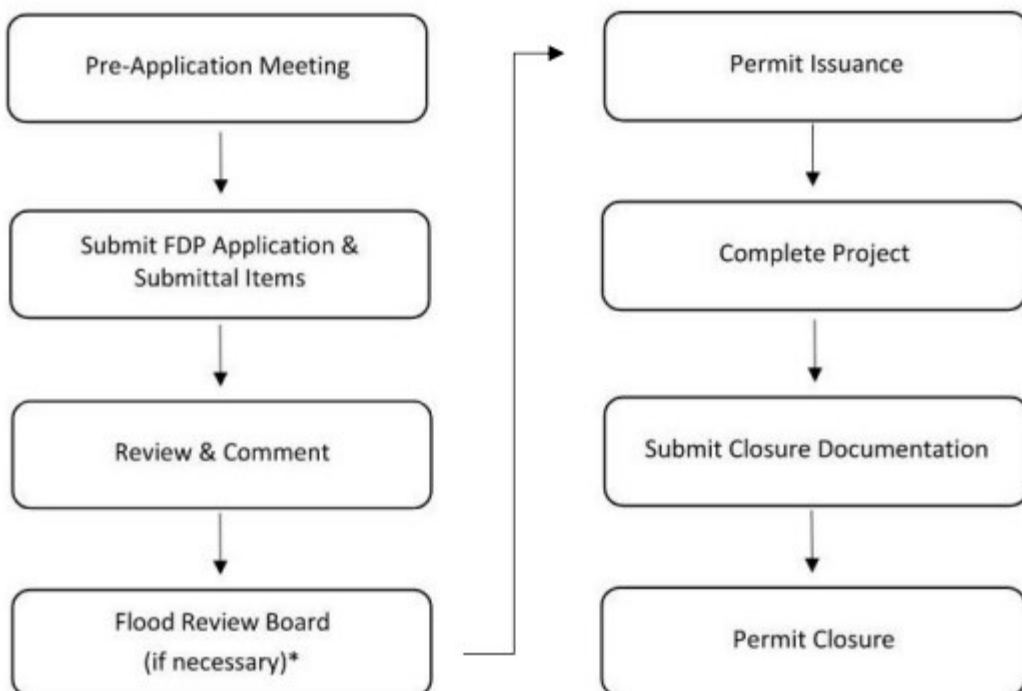 Pre-Application Meeting
Submit FDP Application &
Submittal Items
Review & Comment
Flood Review Board
(if necessary)*
Permit Issuance
Complete Project
Submit Closure Documentation
Permit Closure